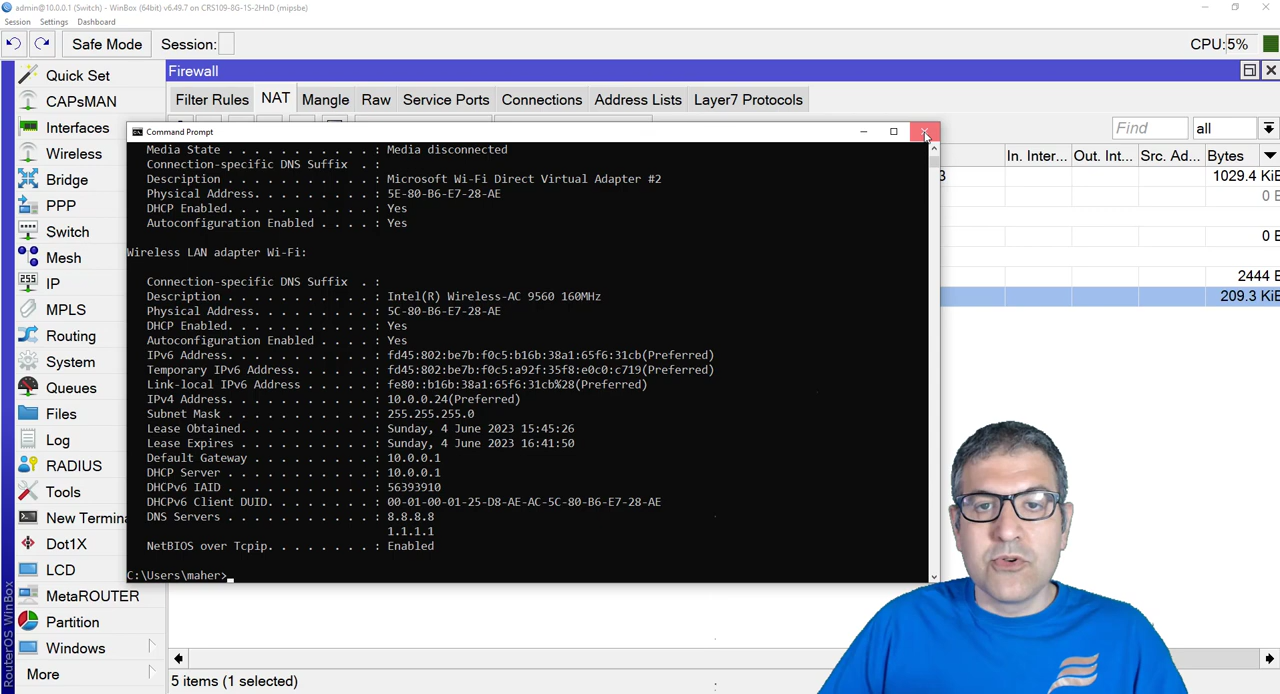 admin@10.0.0.1 (Switch) - WinBox (64bit) v6.49.7 on CRS109-8G-1S-2HnD (mipsbe)
Session Settings Dashboard
Safe Mode Session: CPU:5%
Quick Set
CAPsMAN
Interfaces
Wireless
Bridge
PPP
Switch
Mesh
IP
MPLS
Routing
System
Queues
Files
Log
RADIUS
Tools
New Termina
Dot1X
LCD
MetaROUTER
Partition
Windows
More
RouterOS WinBox
Firewall
Filter Rules NAT Mangle Raw Service Ports Connections Address Lists Layer7 Protocols
Find all
In. Inter... Out. Int... Src. Ad... Bytes
3 1029.4 KiB
0 B
0 B
2444 B
209.3 KiB
Command Prompt
Media State . . . . . . . . . . . : Media disconnected
Connection-specific DNS Suffix . :
Description . . . . . . . . . . . : Microsoft Wi-Fi Direct Virtual Adapter #2
Physical Address. . . . . . . . . : 5E-80-B6-E7-28-AE
DHCP Enabled. . . . . . . . . . . : Yes
Autoconfiguration Enabled . . . . : Yes
Wireless LAN adapter Wi-Fi:
Connection-specific DNS Suffix . :
Description . . . . . . . . . . . : Intel(R) Wireless-AC 9560 160MHz
Physical Address. . . . . . . . . : 5C-80-B6-E7-28-AE
DHCP Enabled. . . . . . . . . . . : Yes
Autoconfiguration Enabled . . . . : Yes
IPv6 Address. . . . . . . . . . . : fd45:802:be7b:f0c5:b16b:38a1:65f6:31cb(Preferred)
Temporary IPv6 Address. . . . . . : fd45:802:be7b:f0c5:a92f:35f8:e0c0:c719(Preferred)
Link-local IPv6 Address . . . . . : fe80::b16b:38a1:65f6:31cb%28(Preferred)
IPv4 Address. . . . . . . . . . . : 10.0.0.24(Preferred)
Subnet Mask . . . . . . . . . . . : 255.255.255.0
Lease Obtained. . . . . . . . . . : Sunday, 4 June 2023 15:45:26
Lease Expires . . . . . . . . . . : Sunday, 4 June 2023 16:41:50
Default Gateway . . . . . . . . . : 10.0.0.1
DHCP Server . . . . . . . . . . . : 10.0.0.1
DHCPv6 IAID . . . . . . . . . . . : 56393910
DHCPv6 Client DUID. . . . . . . . : 00-01-00-01-25-D8-AE-AC-5C-80-B6-E7-28-AE
DNS Servers . . . . . . . . . . . : 8.8.8.8
1.1.1.1
NetBIOS over Tcpip. . . . . . . . : Enabled
C:\Users\maher>
5 items (1 selected)